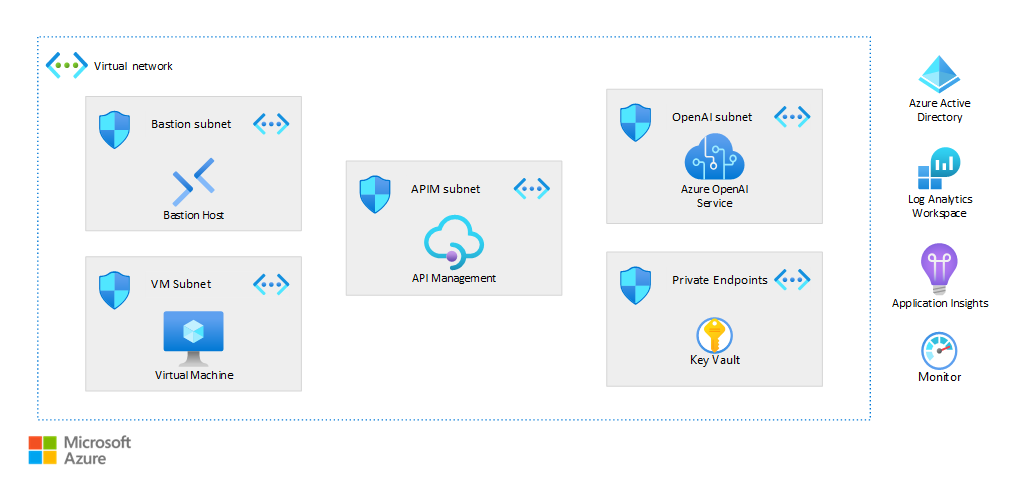 Virtual network
Bastion subnet
Bastion Host
VM Subnet
Virtual Machine
APIM subnet
API Management
OpenAI subnet
Azure OpenAI
Service
Private Endpoints
Key Vault
Azure Active
Directory
Log Analytics
Workspace
Application Insights
Monitor
Microsoft
Azure